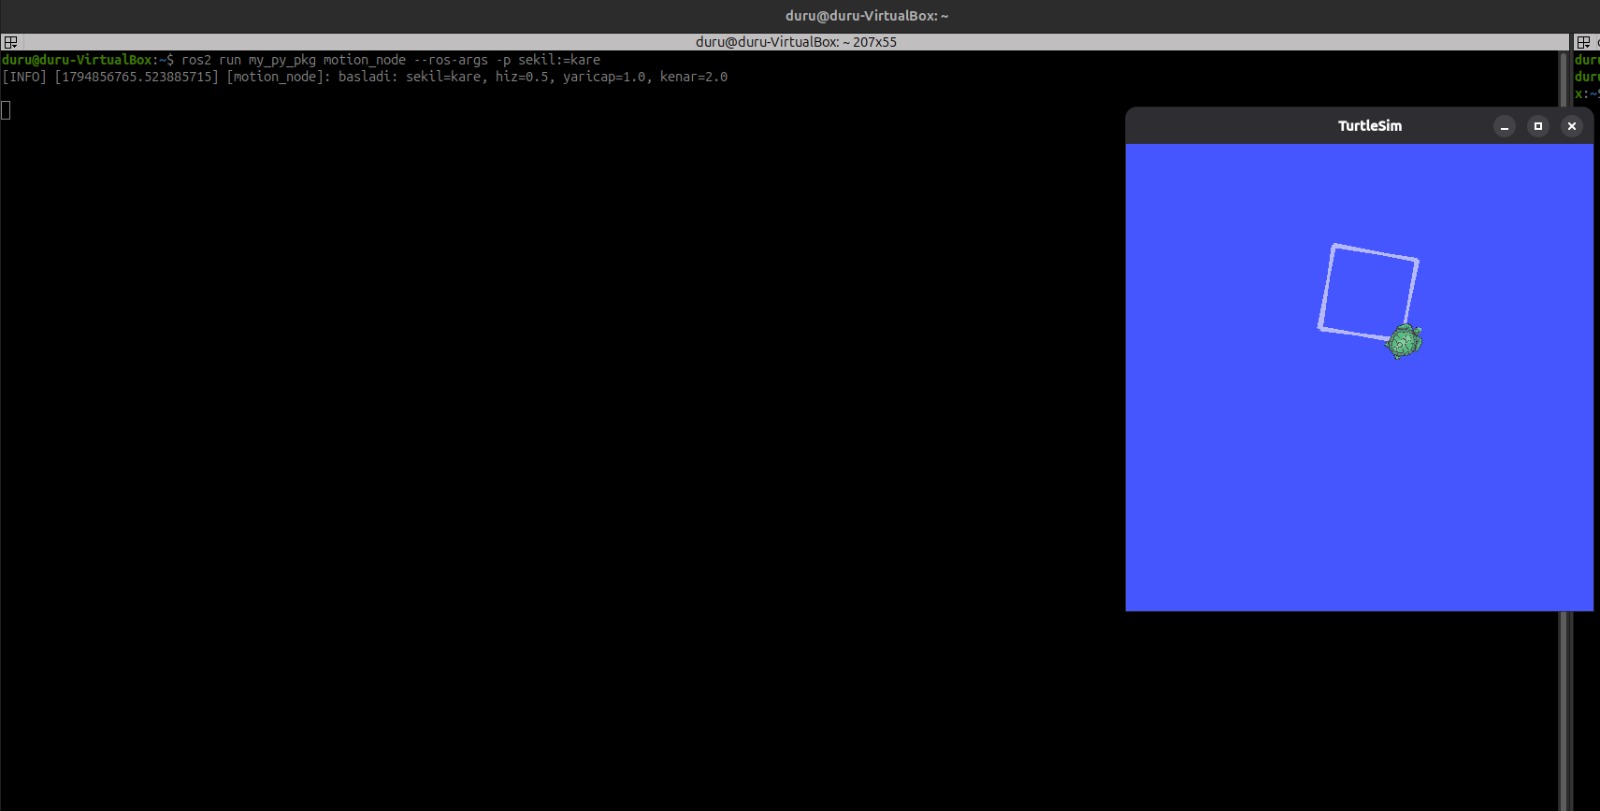 duru@duru-VirtualBox: ~
duru@duru-VirtualBox: ~ 207x55
duru@duru-VirtualBox:~$ ros2 run my_py_pkg motion_node --ros-args -p sekil:=kare
[INFO] [1794856765.523885715] [motion_node]: basladi: sekil=kare, hiz=0.5, yaricap=1.0, kenar=2.0
TurtleSim